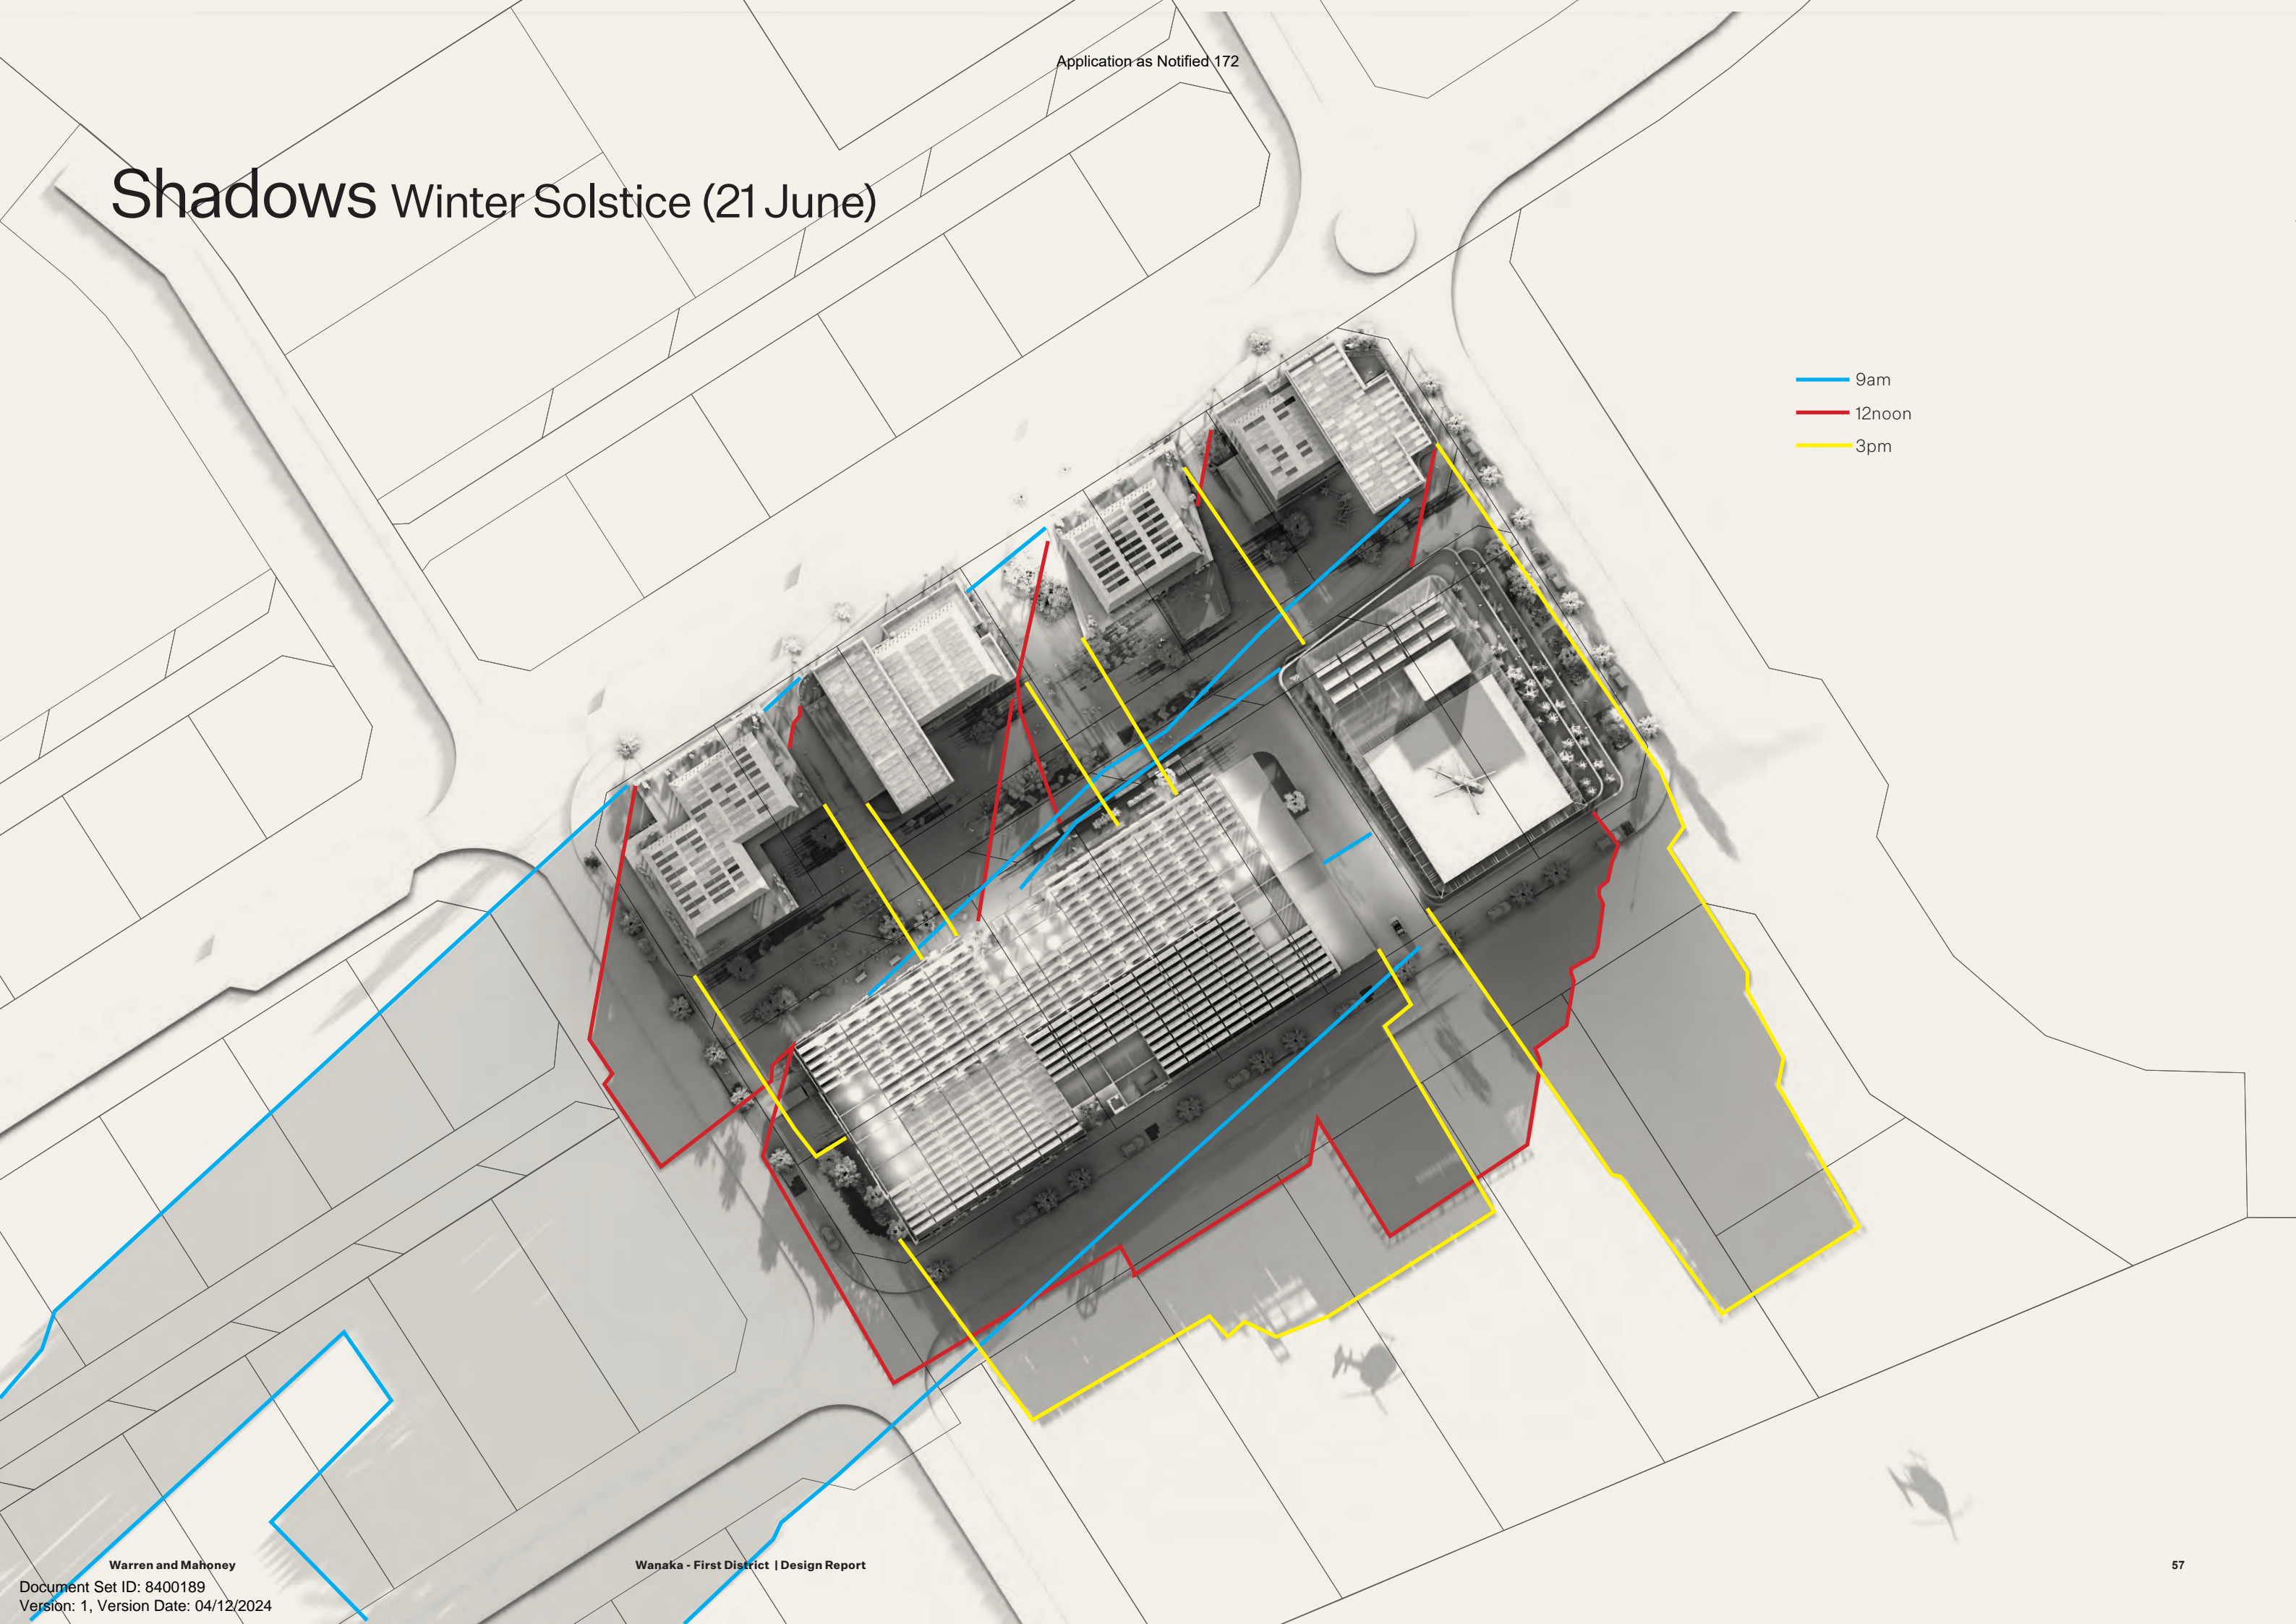 Application as Notified 172
Shadows Winter Solstice (21 June)
9am
12noon
3pm
Warren and Mahoney
Wanaka - First District | Design Report
57
Document Set ID: 8400189
Version: 1, Version Date: 04/12/2024